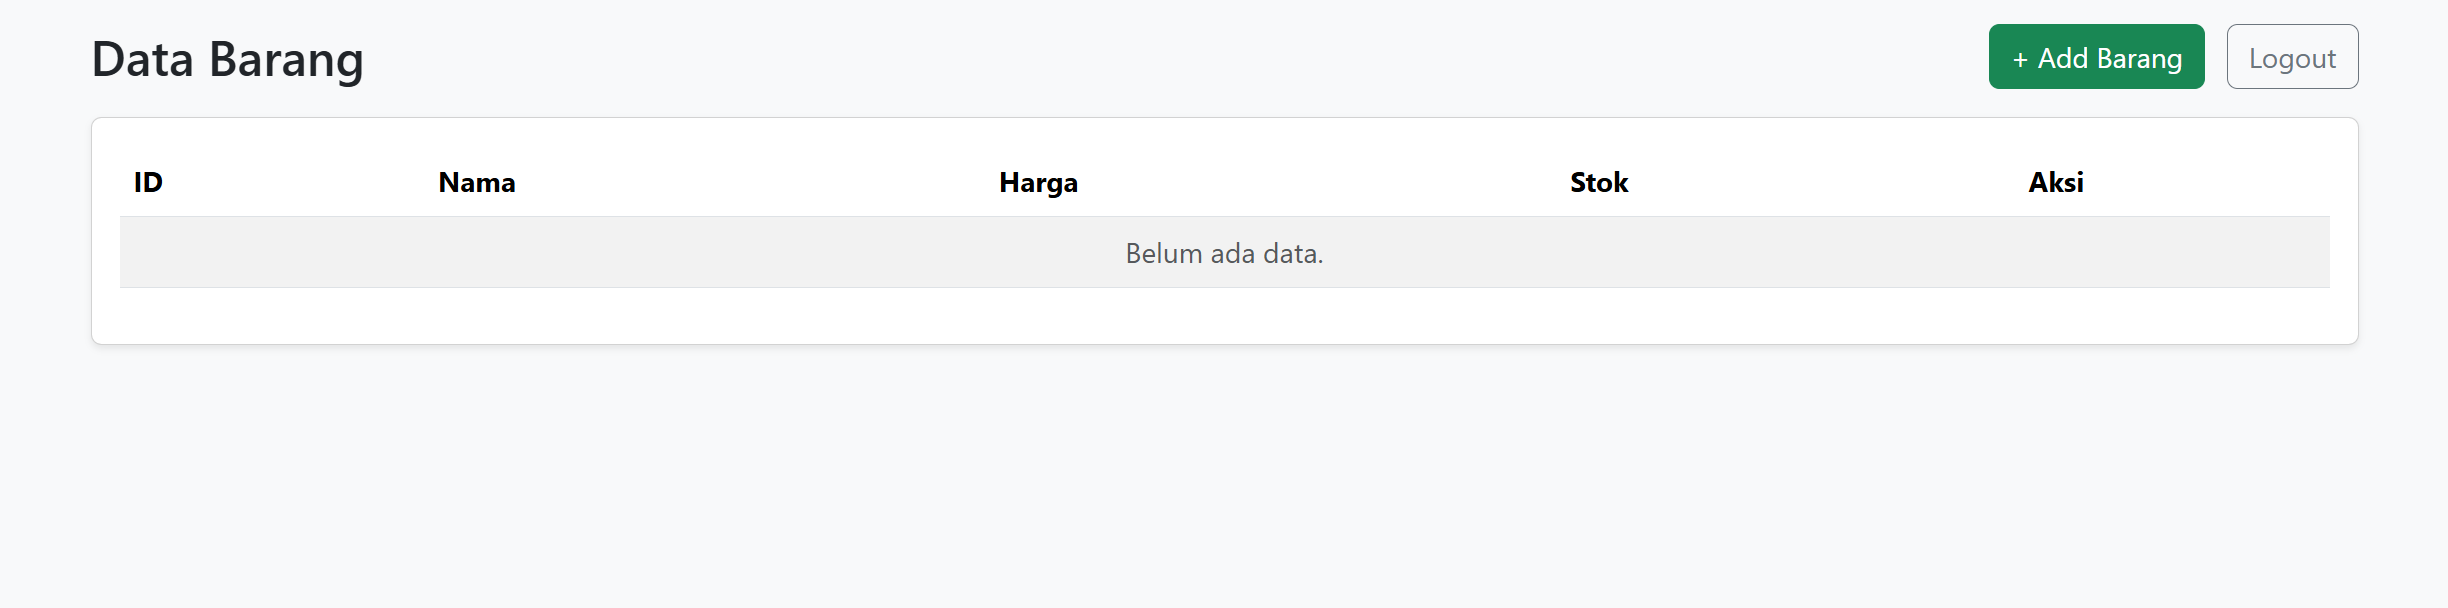 Data Barang
+ Add Barang
Logout
ID Nama Harga Stok Aksi
Belum ada data.